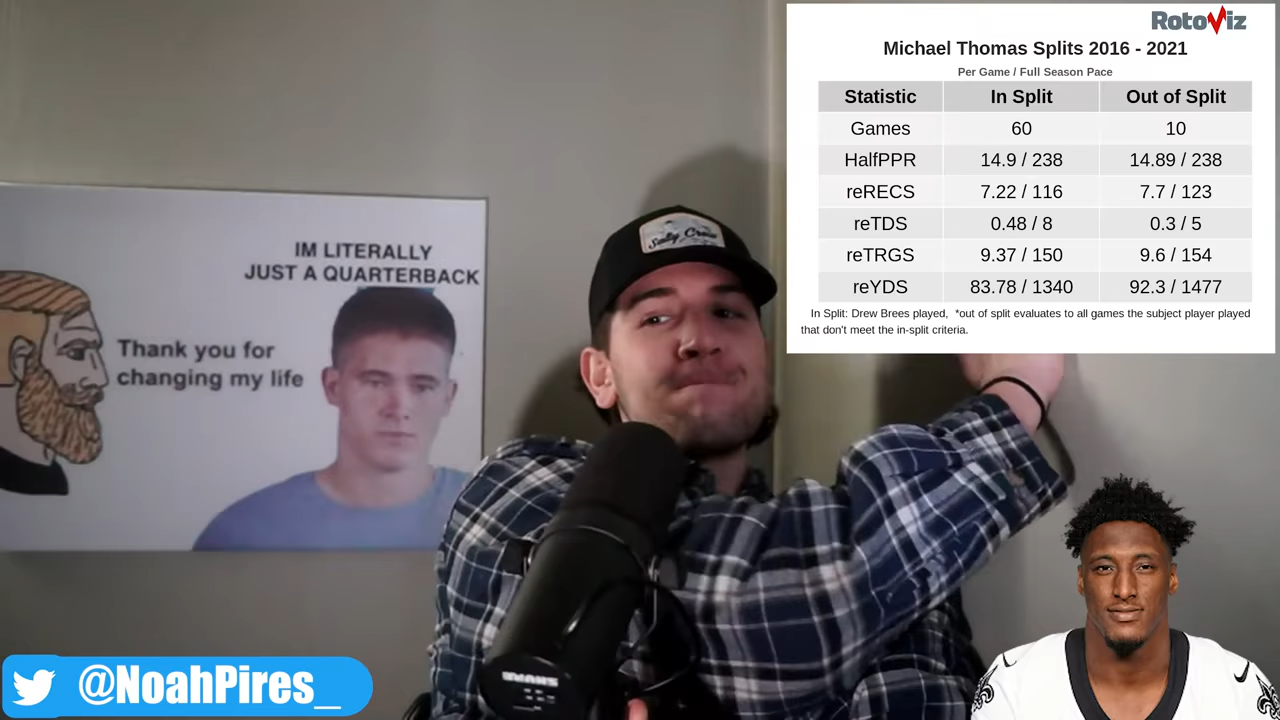 RotoViz
Michael Thomas Splits 2016 - 2021
Per Game / Full Season Pace
Statistic In Split Out of Split
Games 60 10
HalfPPR 14.9 / 238 14.89 / 238
reRECS 7.22 / 116 7.7 / 123
reTDS 0.48 / 8 0.3 / 5
reTRGS 9.37 / 150 9.6 / 154
reYDS 83.78 / 1340 92.3 / 1477
In Split: Drew Brees played, *out of split evaluates to all games the subject player played
that don't meet the in-split criteria.
IM LITERALLY
JUST A QUARTERBACK
Thank you for
changing my life
Salty Crew
@NoahPires_